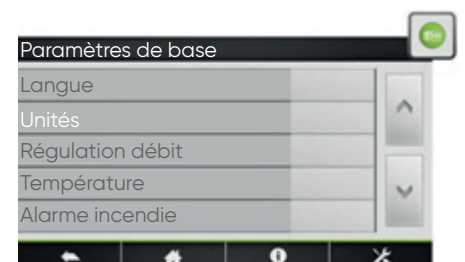 Paramètres de base
Langue
Unités
Régulation débit
Température
Alarme incendie